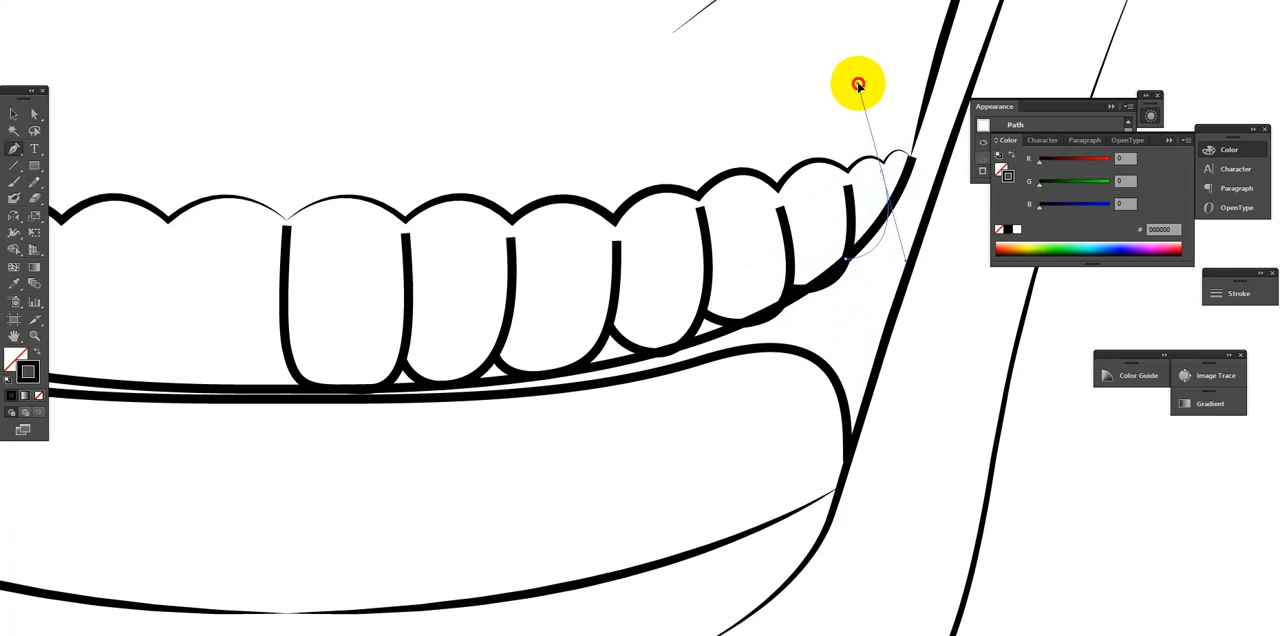 Appearance
Path
Color Character Paragraph OpenType
R 0
G 0
B 0
# 000000
Color
Character
Paragraph
OpenType
Stroke
Color Guide
Image Trace
Gradient